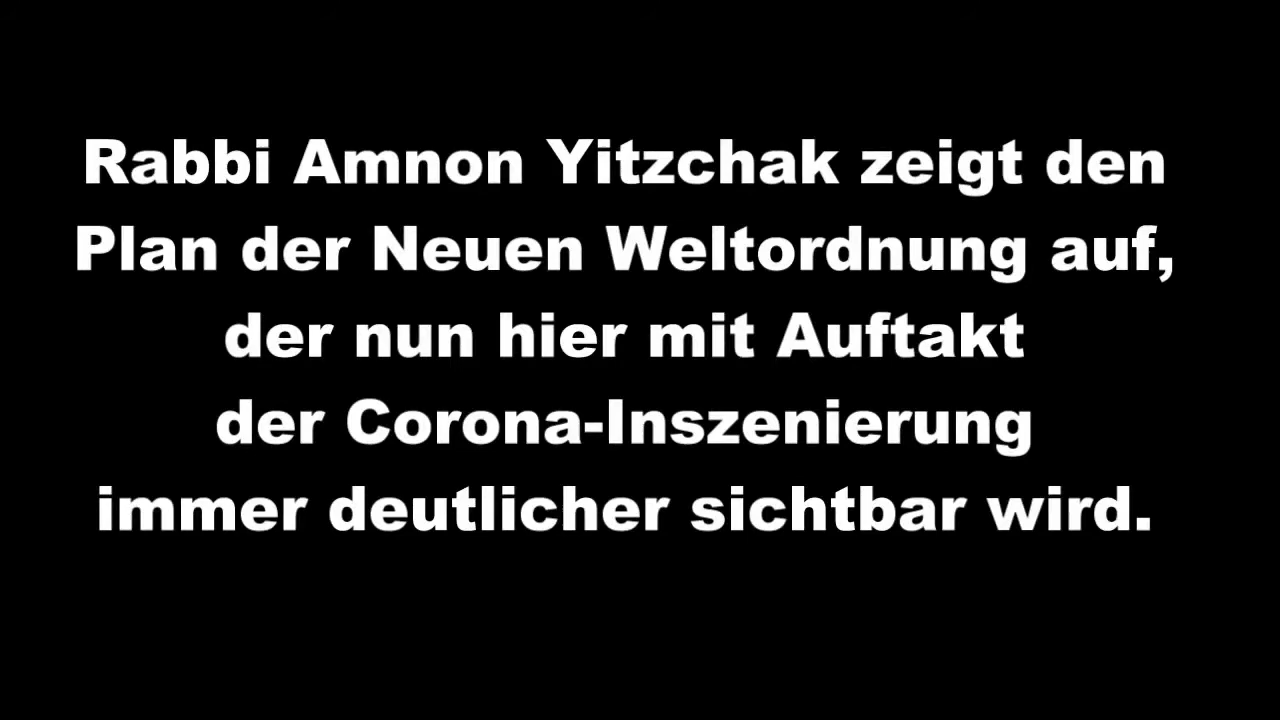 Rabbi Amnon Yitzchak zeigt den
Plan der Neuen Weltordnung auf,
der nun hier mit Auftakt
der Corona-Inszenierung
immer deutlicher sichtbar wird.